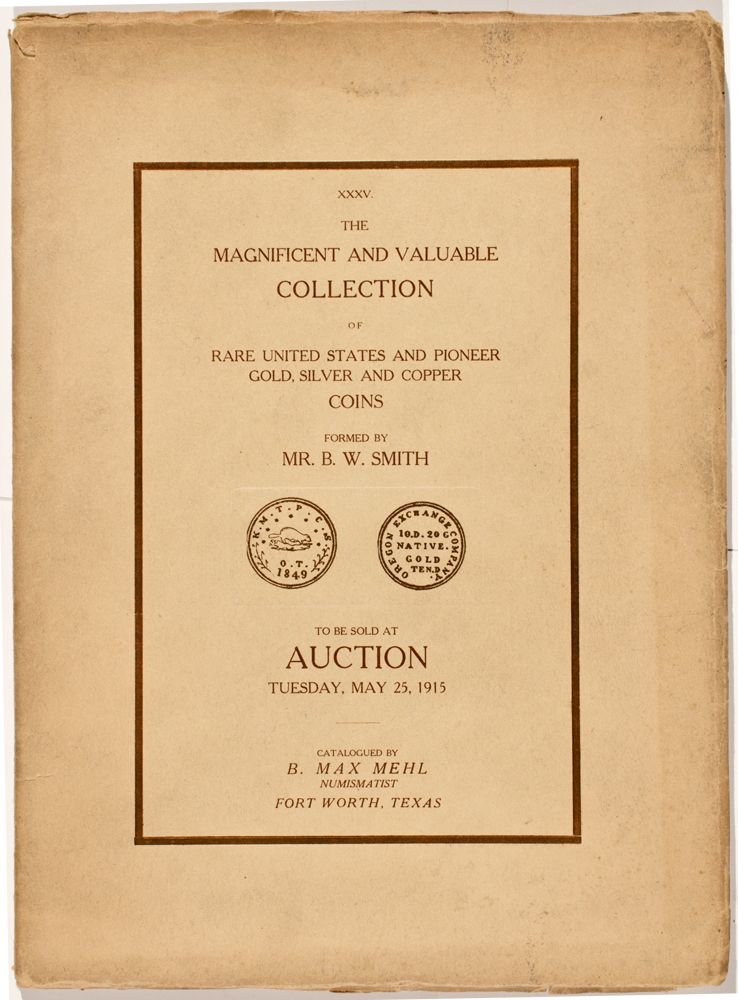 XXXV.
THE
MAGNIFICENT AND VALUABLE
COLLECTION
OF
RARE UNITED STATES AND PIONEER
GOLD, SILVER AND COPPER
COINS
FORMED BY
MR. B. W. SMITH
K. M. T. P. C. S.
O. T.
1849
OREGON EXCHANGE COMPANY.
10.D. 20 G
NATIVE.
GOLD
TEN.D.
TO BE SOLD AT
AUCTION
TUESDAY, MAY 25, 1915
CATALOGUED BY
B. MAX MEHL
NUMISMATIST
FORT WORTH, TEXAS